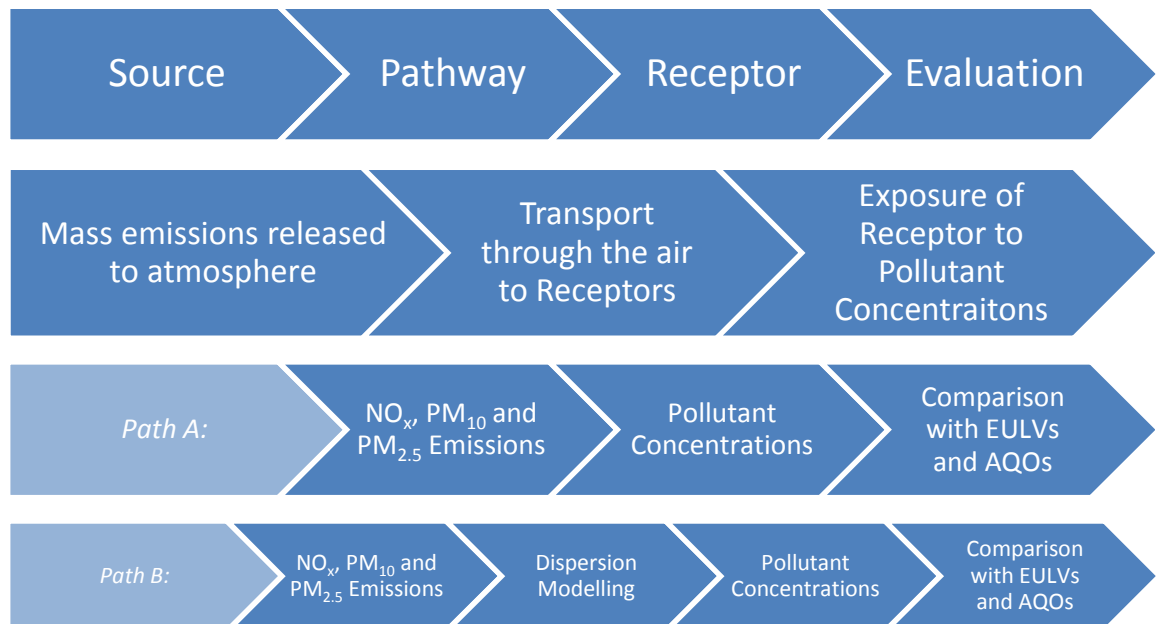 Source
Pathway
Receptor
Evaluation
Mass emissions released
to atmosphere
Transport
through the air
to Receptors
Exposure of
Receptor to
Pollutant
Concentraitons
Path A:
NOx, PM10 and
PM2.5 Emissions
Pollutant
Concentrations
Comparison
with EULVs
and AQOs
Path B:
NOx, PM10 and
PM2.5 Emissions
Dispersion
Modelling
Pollutant
Concentrations
Comparison
with EULVs
and AQOs